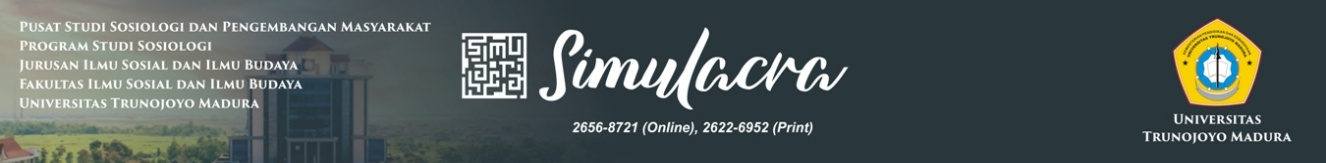 PUSAT STUDI SOSIOLOGI DAN PENGEMBANGAN MASYARAKAT
PROGRAM STUDI SOSIOLOGI
JURUSAN ILMU SOSIAL DAN ILMU BUDAYA
FAKULTAS ILMU SOSIAL DAN ILMU BUDAYA
UNIVERSITAS TRUNOJOYO MADURA
Simulacra
2656-8721 (Online), 2622-6952 (Print)
UNIVERSITAS
TRUNOJOYO MADURA